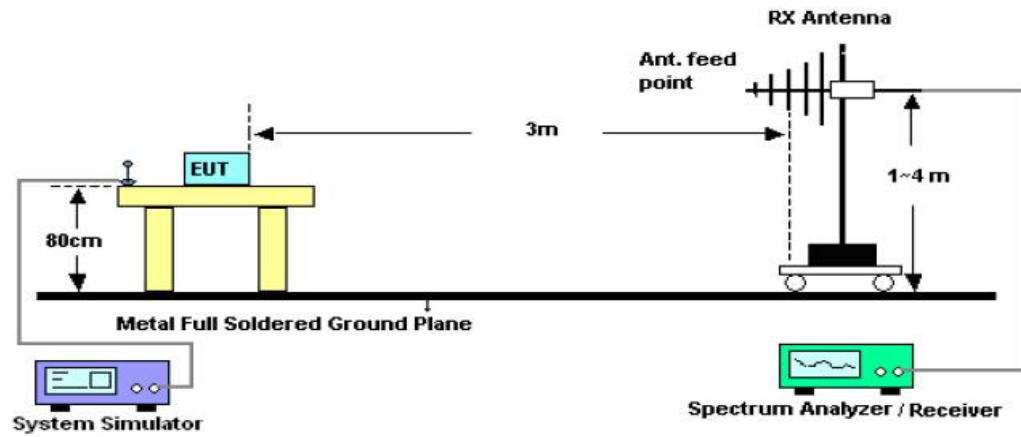 RX Antenna
Ant. feed
point
3m
EUT
1~4 m
80cm
Metal Full Soldered Ground Plane
System Simulator
Spectrum Analyzer / Receiver